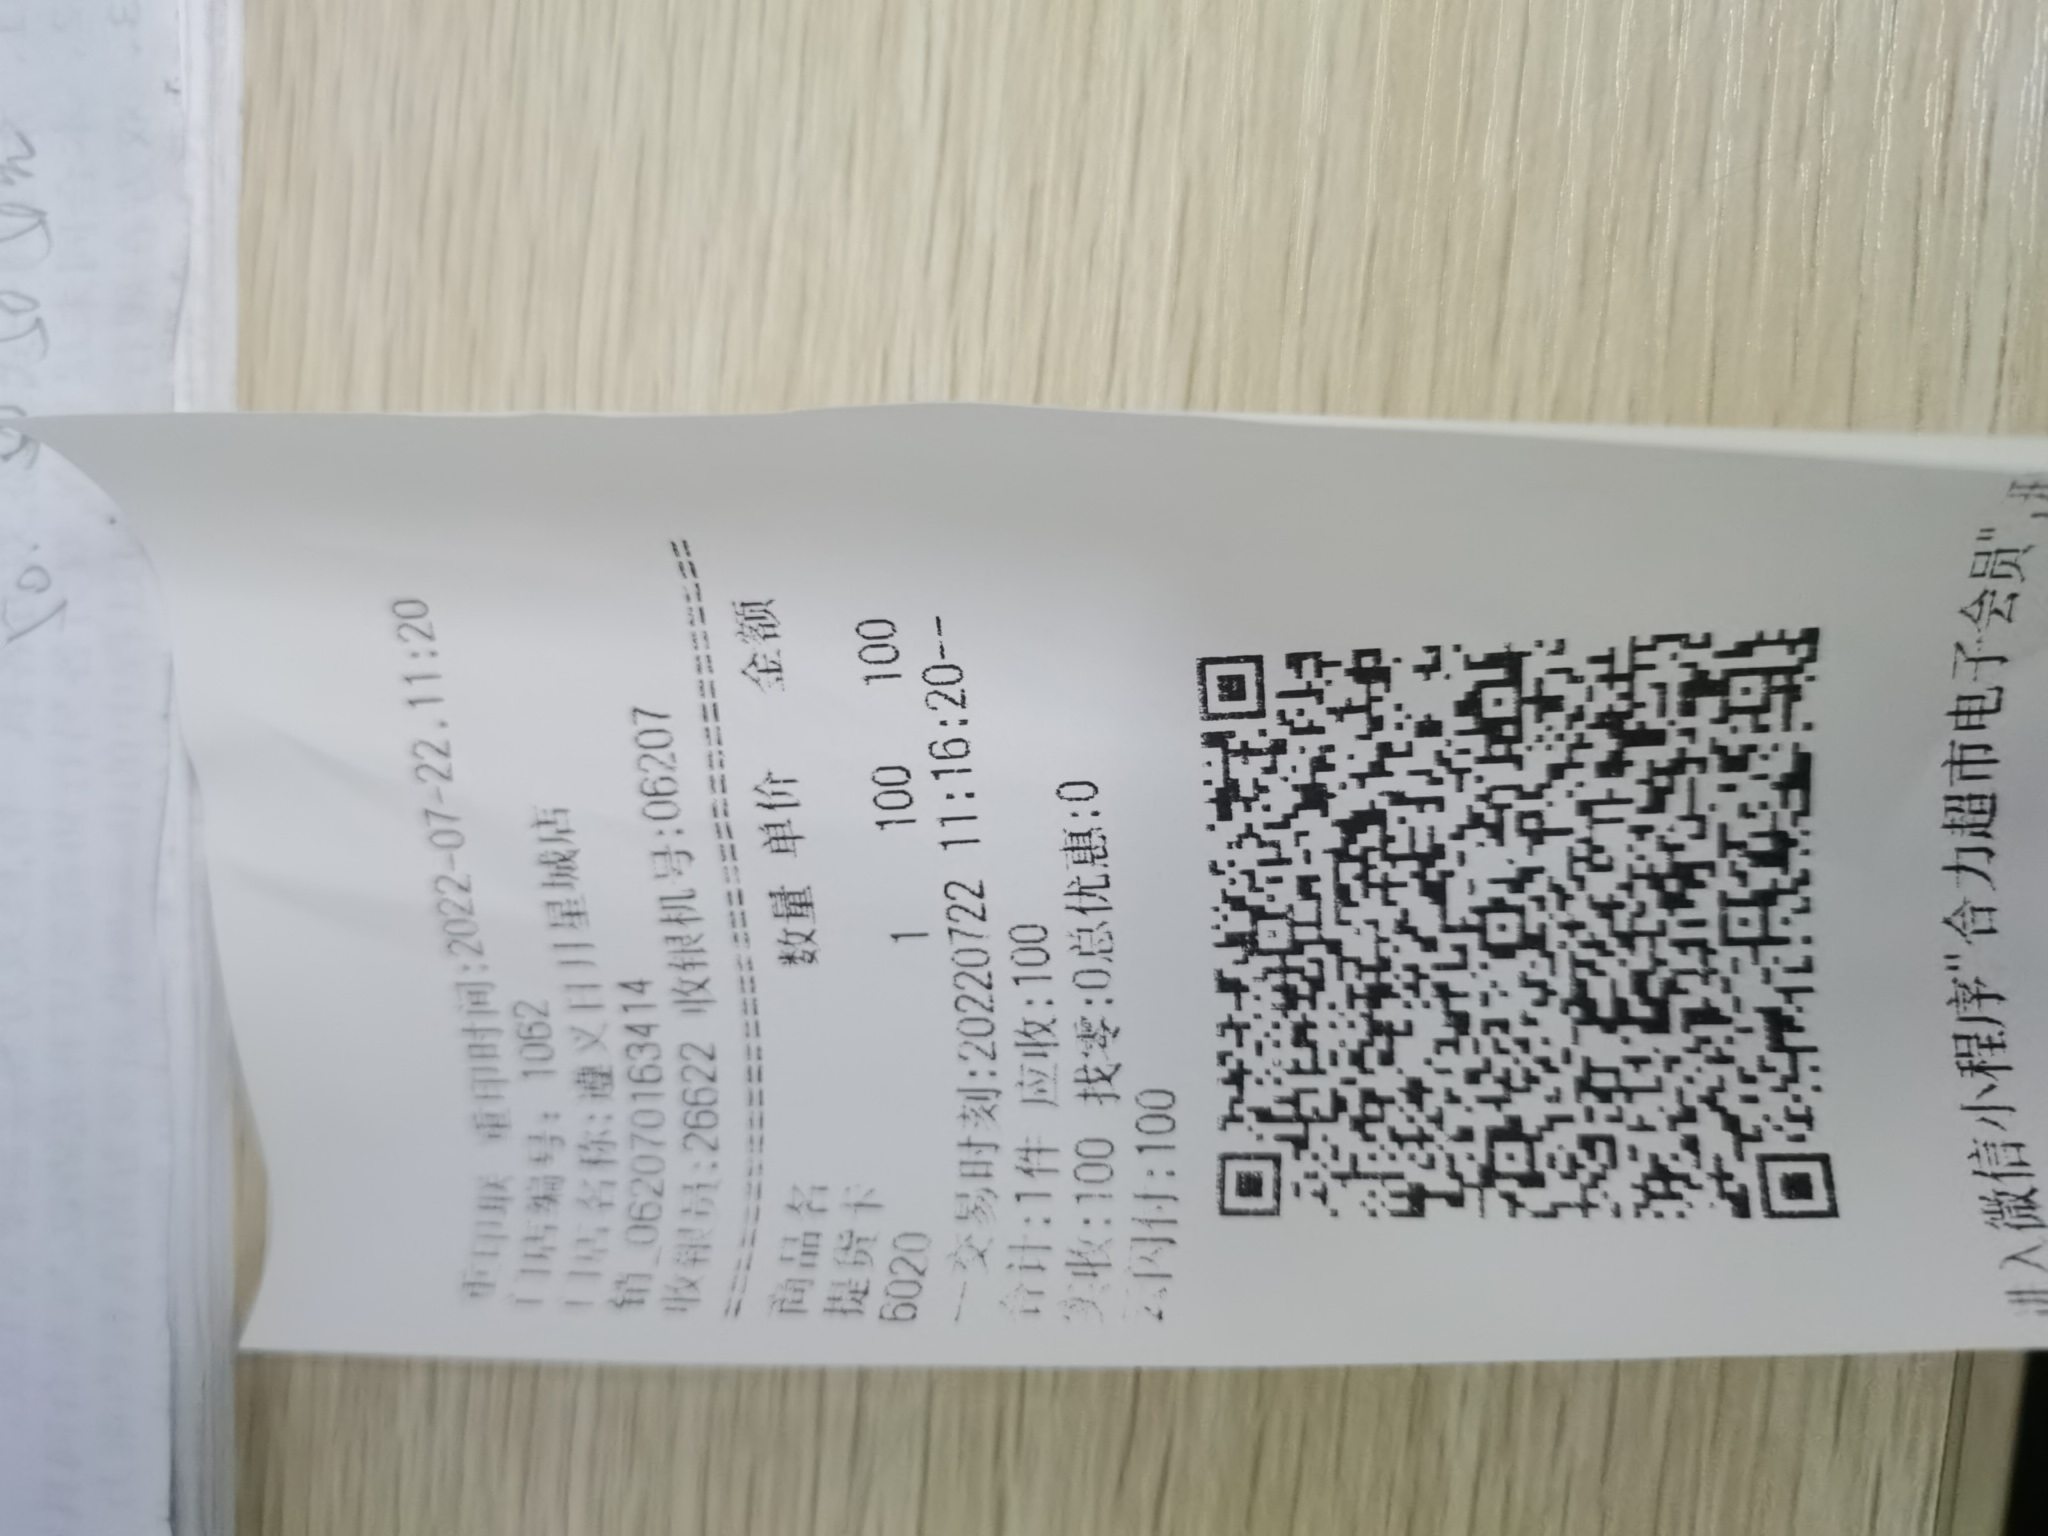 重印联 重印时间:2022-07-22.11:20
门店编号: 1062
门店名称:遵义日月星城店
销_062070163414
收银员:26622 收银机号:06207
================================
商品名 数量 单价 金额
提货卡
6020 1 100 100
--交易时刻:20220722 11:16:20--
合计:1件 应收:100
实收:100 找零:0总优惠:0
云闪付:100
进入微信小程序"合力超市电子会员",进